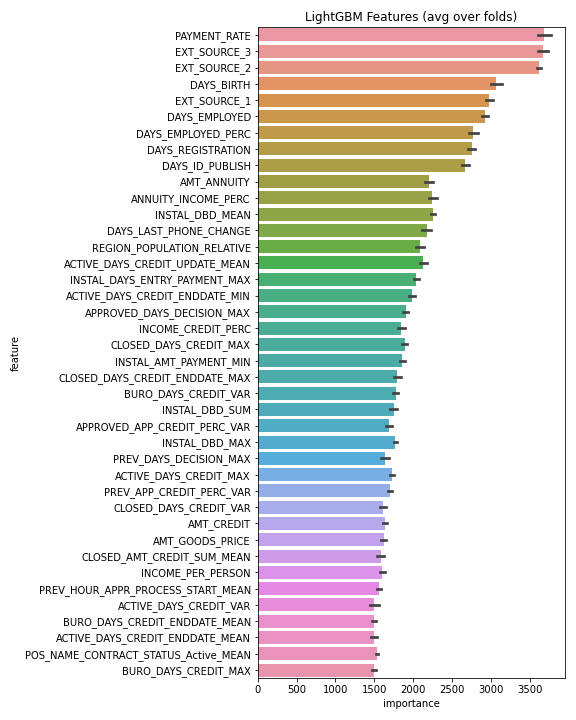 LightGBM Features (avg over folds)
PAYMENT_RATE
EXT_SOURCE_3
EXT_SOURCE_2
DAYS_BIRTH
EXT_SOURCE_1
DAYS_EMPLOYED
DAYS_EMPLOYED_PERC
DAYS_REGISTRATION
DAYS_ID_PUBLISH
AMT_ANNUITY
ANNUITY_INCOME_PERC
INSTAL_DBD_MEAN
DAYS_LAST_PHONE_CHANGE
REGION_POPULATION_RELATIVE
ACTIVE_DAYS_CREDIT_UPDATE_MEAN
INSTAL_DAYS_ENTRY_PAYMENT_MAX
ACTIVE_DAYS_CREDIT_ENDDATE_MIN
APPROVED_DAYS_DECISION_MAX
INCOME_CREDIT_PERC
CLOSED_DAYS_CREDIT_MAX
INSTAL_AMT_PAYMENT_MIN
CLOSED_DAYS_CREDIT_ENDDATE_MAX
BURO_DAYS_CREDIT_VAR
INSTAL_DBD_SUM
APPROVED_APP_CREDIT_PERC_VAR
INSTAL_DBD_MAX
PREV_DAYS_DECISION_MAX
ACTIVE_DAYS_CREDIT_MAX
PREV_APP_CREDIT_PERC_VAR
CLOSED_DAYS_CREDIT_VAR
AMT_CREDIT
AMT_GOODS_PRICE
CLOSED_AMT_CREDIT_SUM_MEAN
INCOME_PER_PERSON
PREV_HOUR_APPR_PROCESS_START_MEAN
ACTIVE_DAYS_CREDIT_VAR
BURO_DAYS_CREDIT_ENDDATE_MEAN
ACTIVE_DAYS_CREDIT_ENDDATE_MEAN
POS_NAME_CONTRACT_STATUS_Active_MEAN
BURO_DAYS_CREDIT_MAX
feature
0 500 1000 1500 2000 2500 3000 3500
importance